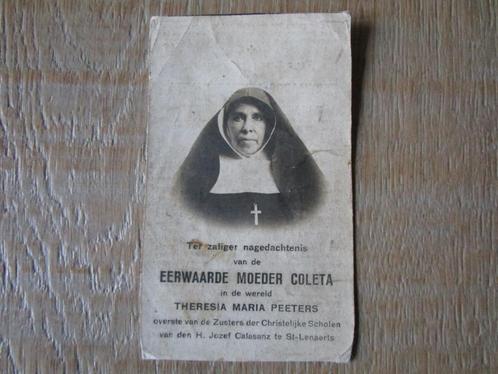 Ter zaliger nagedachtenis
van de
EERWAARDE MOEDER COLETA
in de wereld
THERESIA MARIA PEETERS
overste van de Zusters der Christelijke Scholen
van den H. Jozef Calasanz te St-Lenaerts